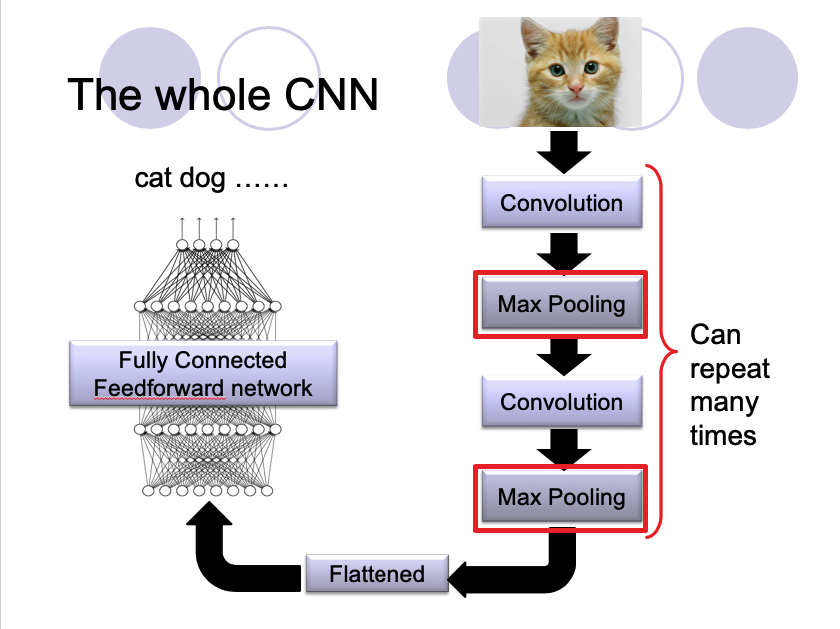 The whole CNN
cat dog ……
Convolution
Max Pooling
Convolution
Max Pooling
Can
repeat
many
times
Flattened
Fully Connected
Feedforward network